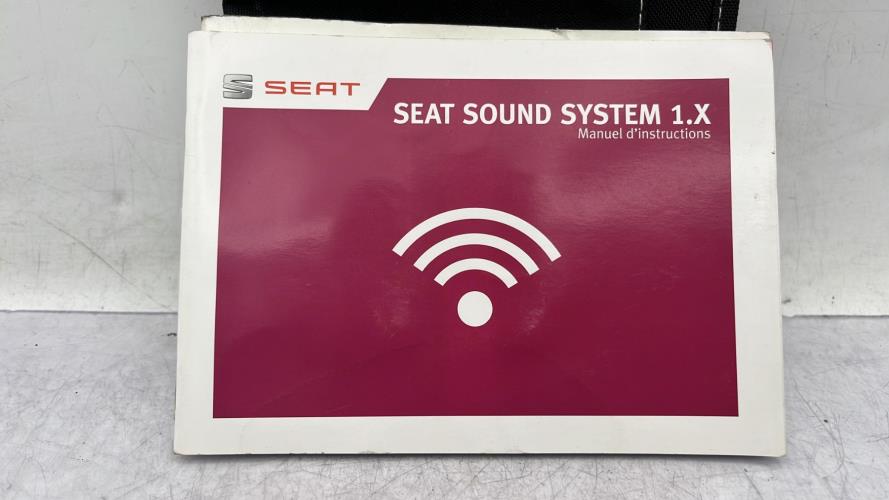 SEAT
SEAT SOUND SYSTEM 1.X
Manuel d'instructions